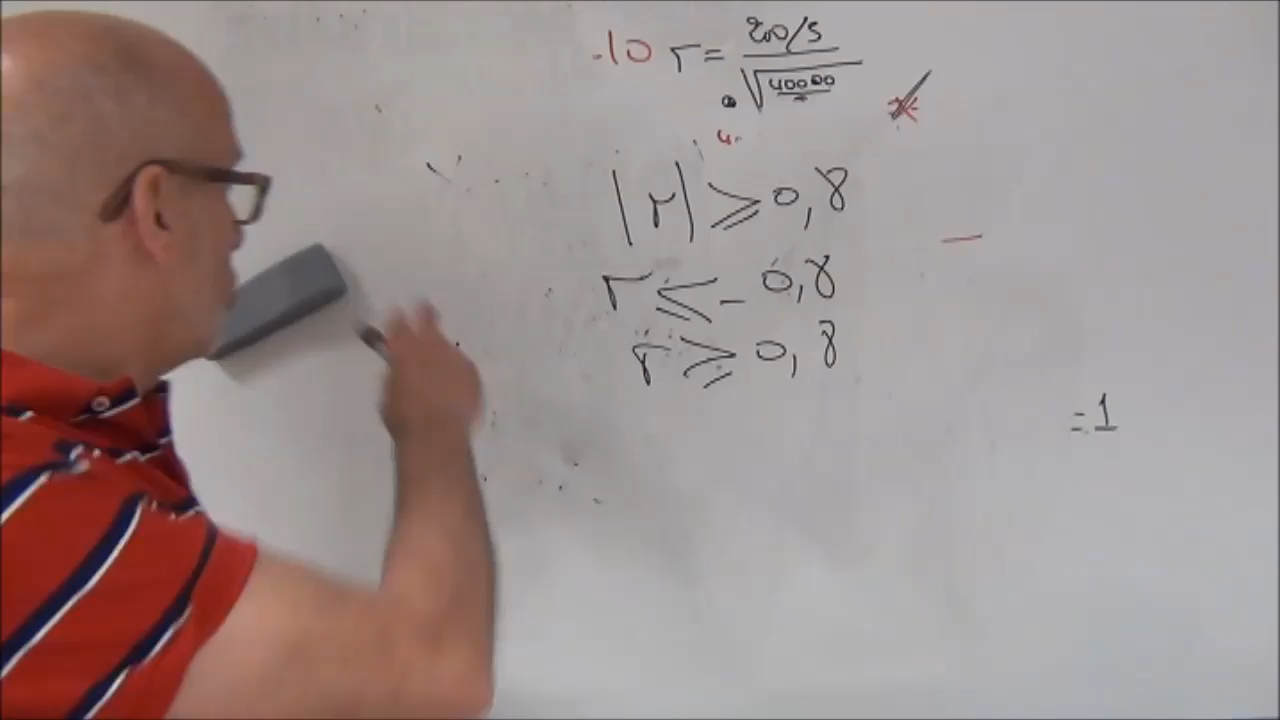 -10 r = 200/5
√40000
|r| ⩾ 0,8
r ⩽ - 0,8
r ⩾ 0,8
= 1